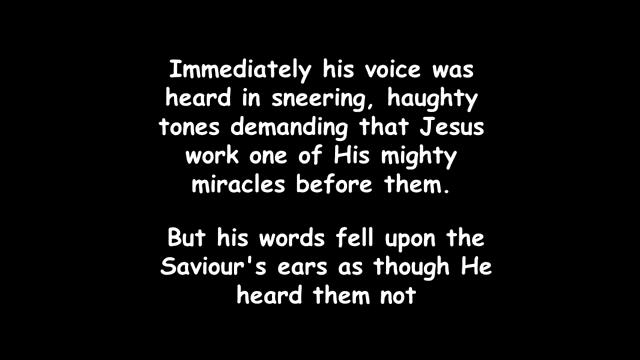 Immediately his voice was
heard in sneering, haughty
tones demanding that Jesus
work one of His mighty
miracles before them.
But his words fell upon the
Saviour's ears as though He
heard them not